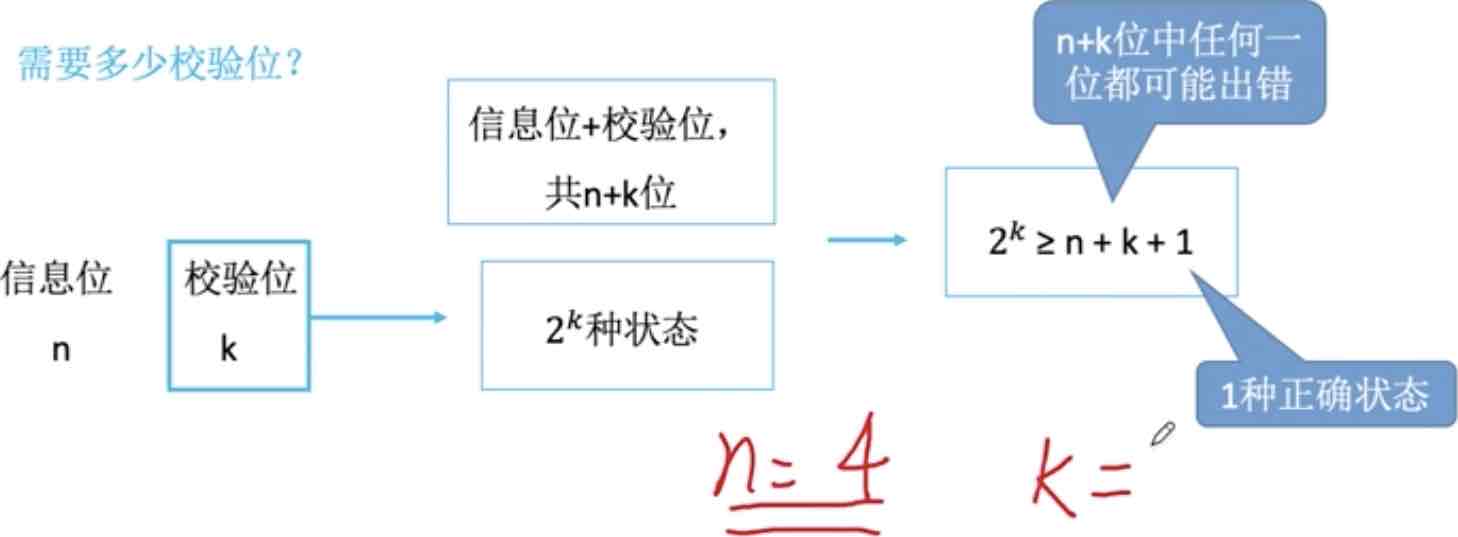 需要多少校验位？
信息位
n
校验位
k
信息位+校验位，
共n+k位
2ᵏ种状态
n+k位中任何一
位都可能出错
2ᵏ ≥ n + k + 1
1种正确状态
n= 4
k=